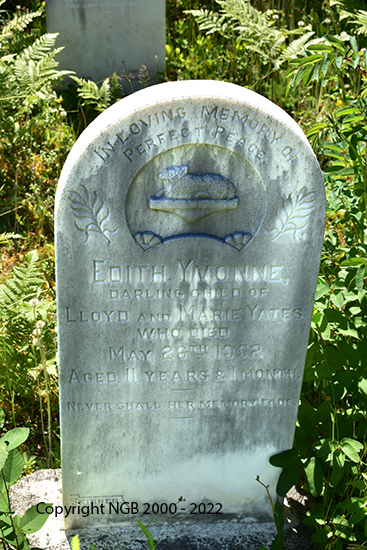 IN LOVING MEMORY OF
PERFECT PEACE.
EDITH YVONNE,
DARLING CHILD OF
LLOYD AND MARIE YATES
WHO DIED
MAY 26TH 1952
AGED 11 YEARS & 1 MONTH.
NEVER SHALL HER MEMORY FADE.
Copyright NGB 2000 - 2022